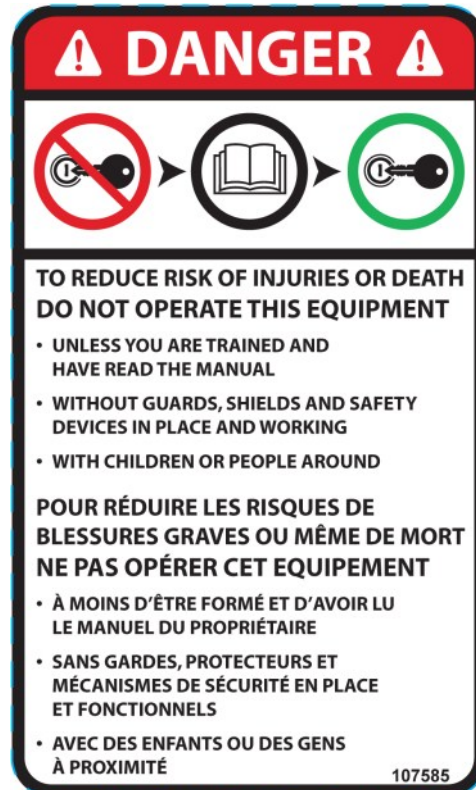 DANGER
TO REDUCE RISK OF INJURIES OR DEATH
DO NOT OPERATE THIS EQUIPMENT
• UNLESS YOU ARE TRAINED AND
HAVE READ THE MANUAL
• WITHOUT GUARDS, SHIELDS AND SAFETY
DEVICES IN PLACE AND WORKING
• WITH CHILDREN OR PEOPLE AROUND
POUR RÉDUIRE LES RISQUES DE
BLESSURES GRAVES OU MÊME DE MORT
NE PAS OPÉRER CET EQUIPEMENT
• À MOINS D'ÊTRE FORMÉ ET D'AVOIR LU
LE MANUEL DU PROPRIÉTAIRE
• SANS GARDES, PROTECTEURS ET
MÉCANISMES DE SÉCURITÉ EN PLACE
ET FONCTIONNELS
• AVEC DES ENFANTS OU DES GENS
À PROXIMITÉ
107585